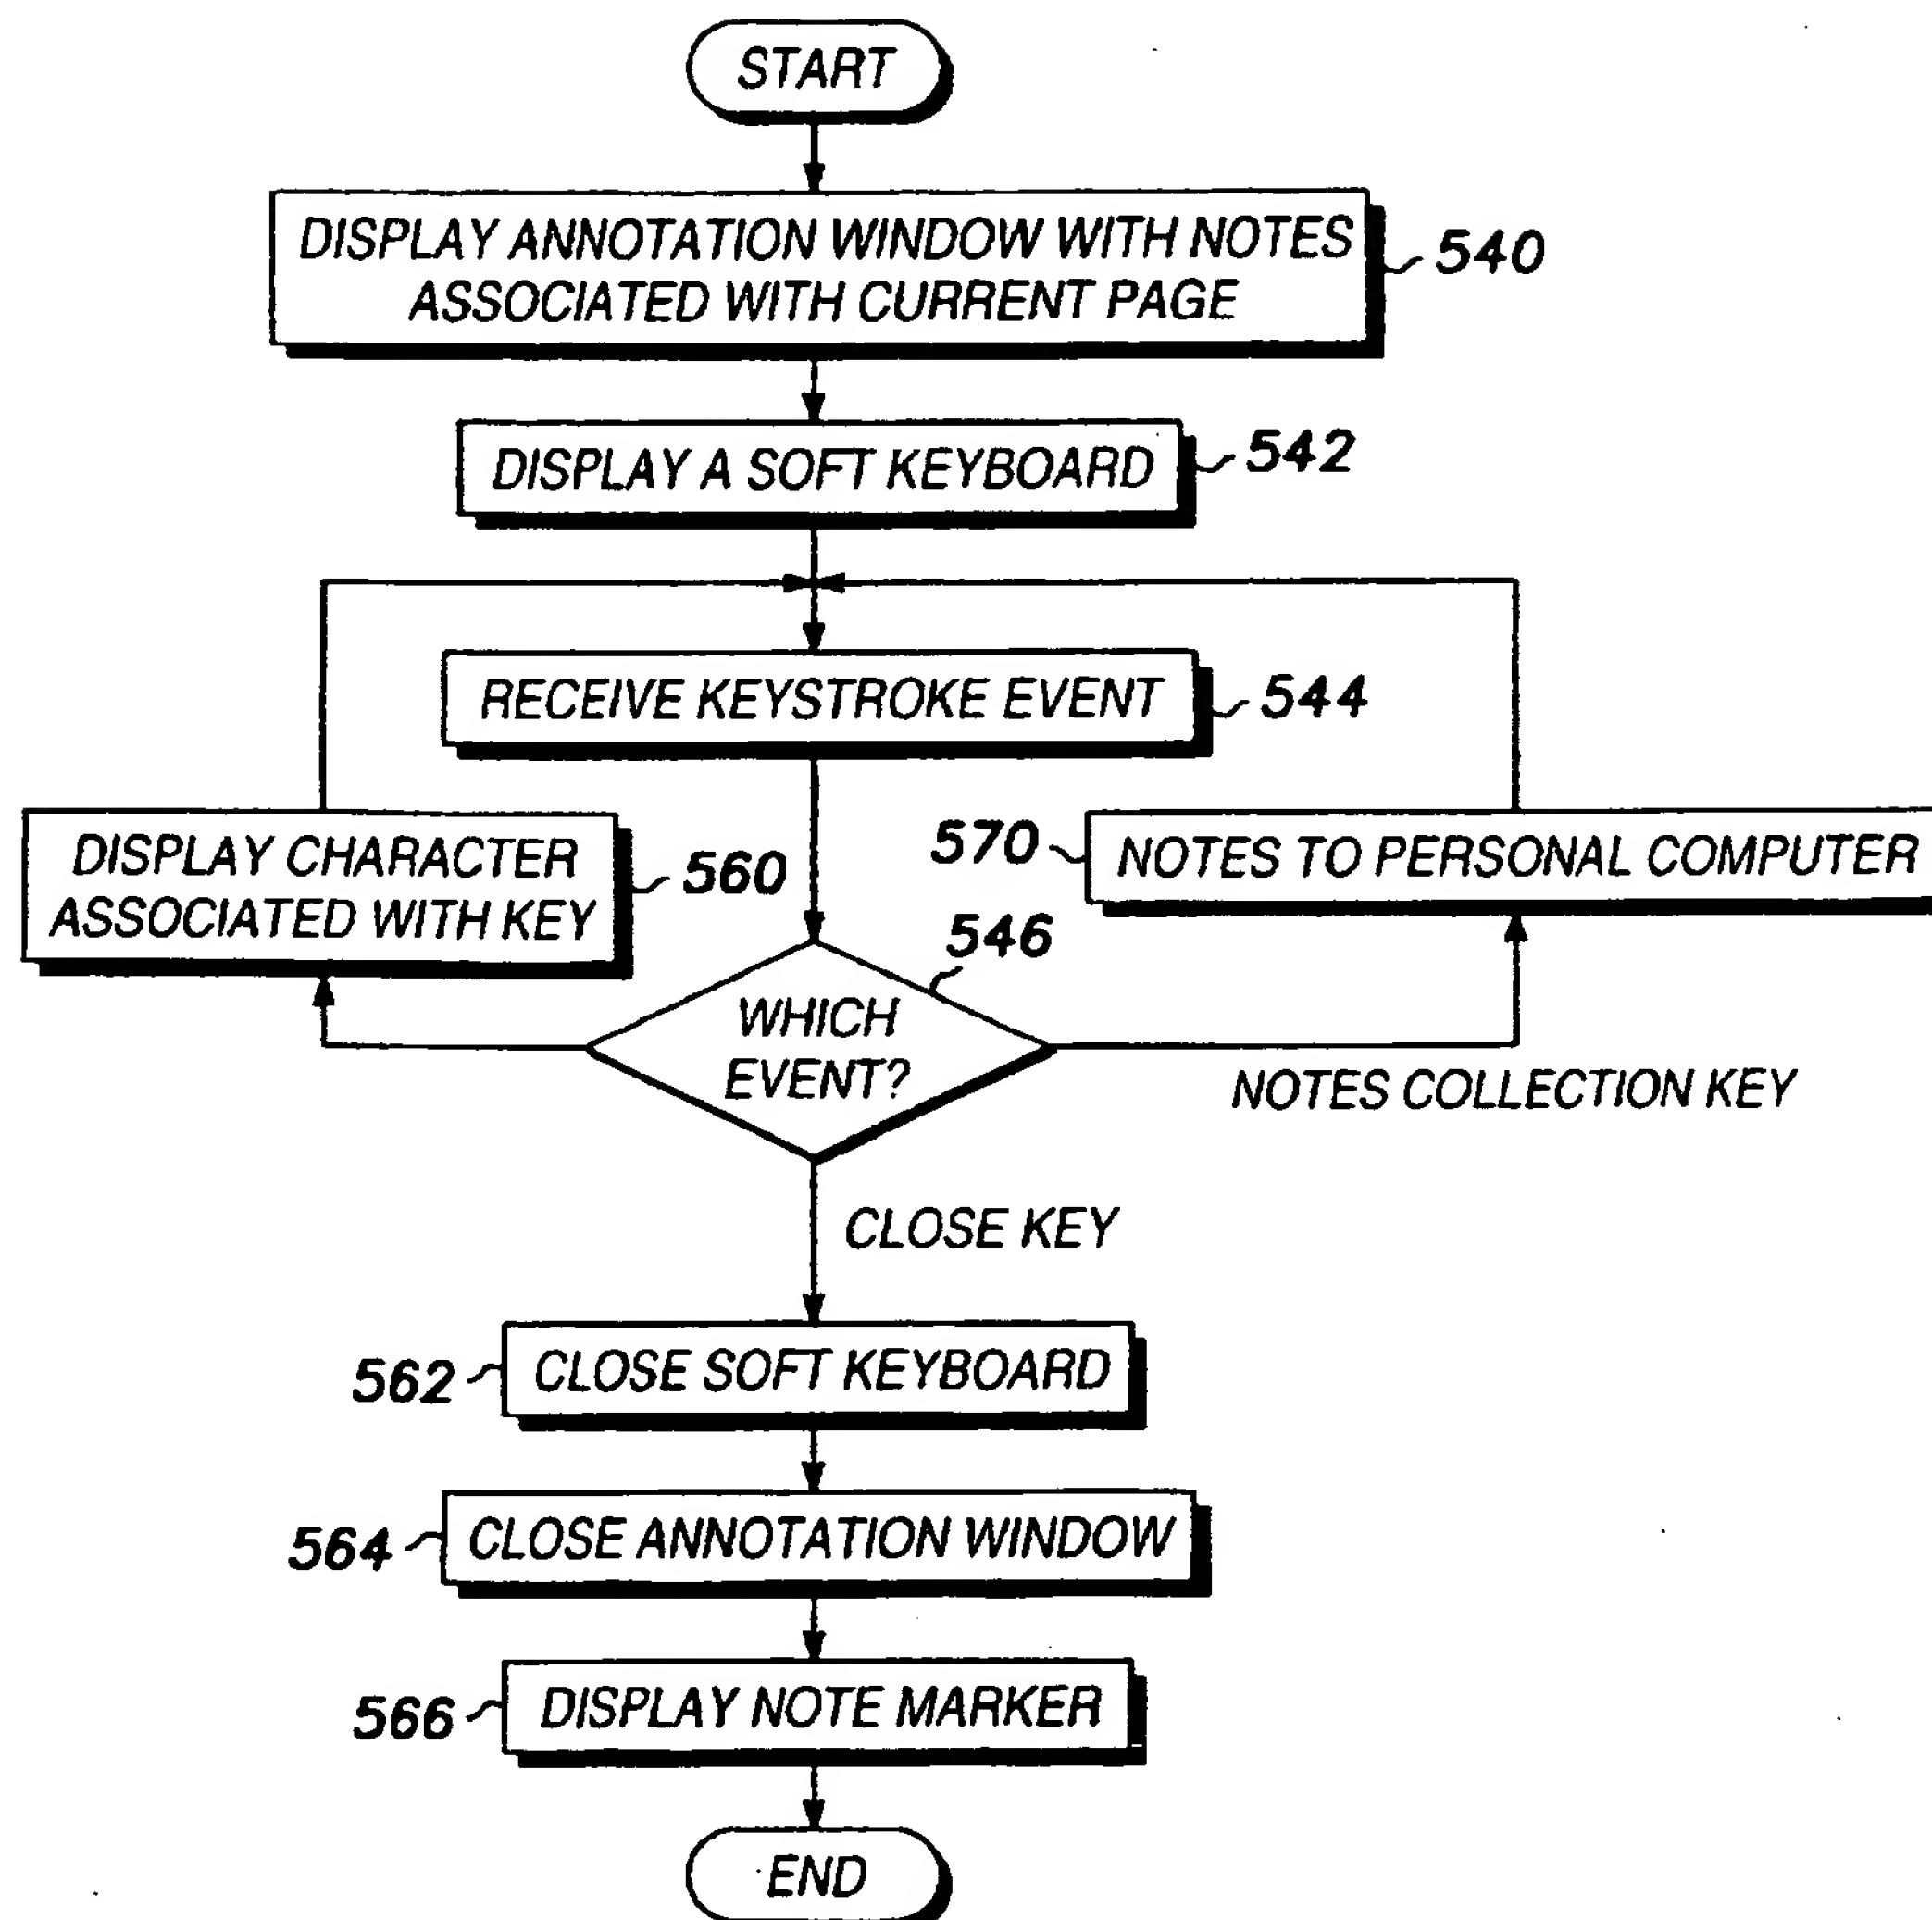 START
DISPLAY ANNOTATION WINDOW WITH NOTES
ASSOCIATED WITH CURRENT PAGE
540
DISPLAY A SOFT KEYBOARD
542
RECEIVE KEYSTROKE EVENT
544
DISPLAY CHARACTER
ASSOCIATED WITH KEY
560
570
NOTES TO PERSONAL COMPUTER
546
WHICH
EVENT?
NOTES COLLECTION KEY
CLOSE KEY
562
CLOSE SOFT KEYBOARD
564
CLOSE ANNOTATION WINDOW
566
DISPLAY NOTE MARKER
END